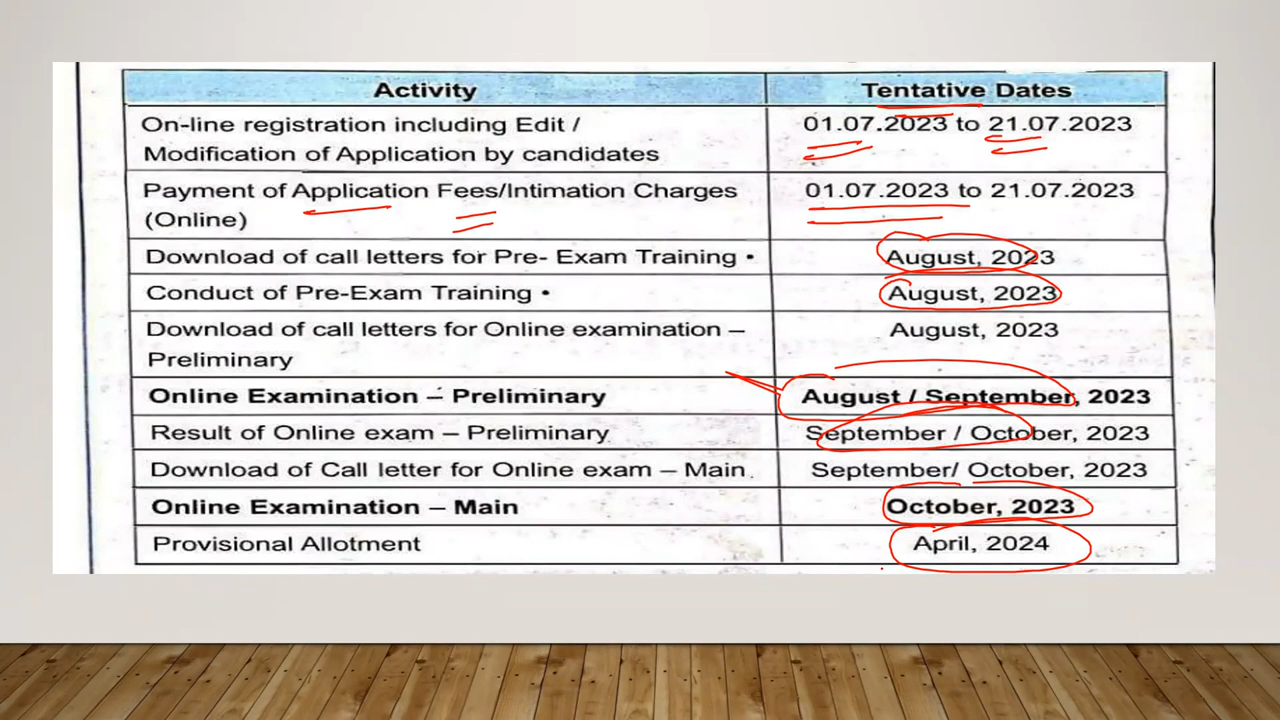 Activity
Tentative Dates
On-line registration including Edit /
Modification of Application by candidates
01.07.2023 to 21.07.2023
Payment of Application Fees/Intimation Charges
(Online)
01.07.2023 to 21.07.2023
Download of call letters for Pre- Exam Training •
August, 2023
Conduct of Pre-Exam Training •
August, 2023
Download of call letters for Online examination –
Preliminary
August, 2023
Online Examination – Preliminary
August / September, 2023
Result of Online exam – Preliminary
September / October, 2023
Download of Call letter for Online exam – Main
September/ October, 2023
Online Examination – Main
October, 2023
Provisional Allotment
April, 2024